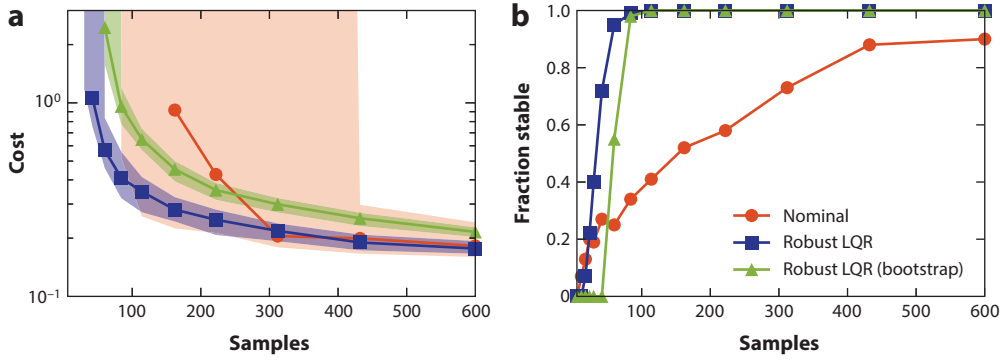 a
b
10⁰
10⁻¹
Cost
100
200
300
400
500
600
Samples
1.0
0.8
0.6
0.4
0.2
0
Fraction stable
Nominal
Robust LQR
Robust LQR (bootstrap)
0
100
200
300
400
500
600
Samples